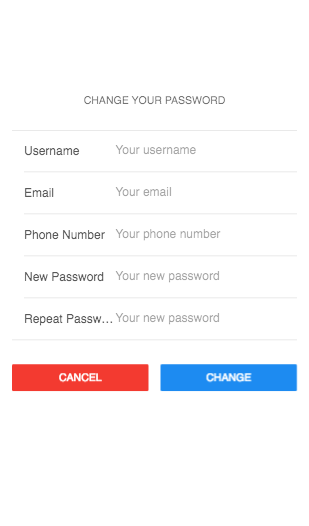 CHANGE YOUR PASSWORD
Username Your username
Email Your email
Phone Number Your phone number
New Password Your new password
Repeat Passw... Your new password
CANCEL CHANGE